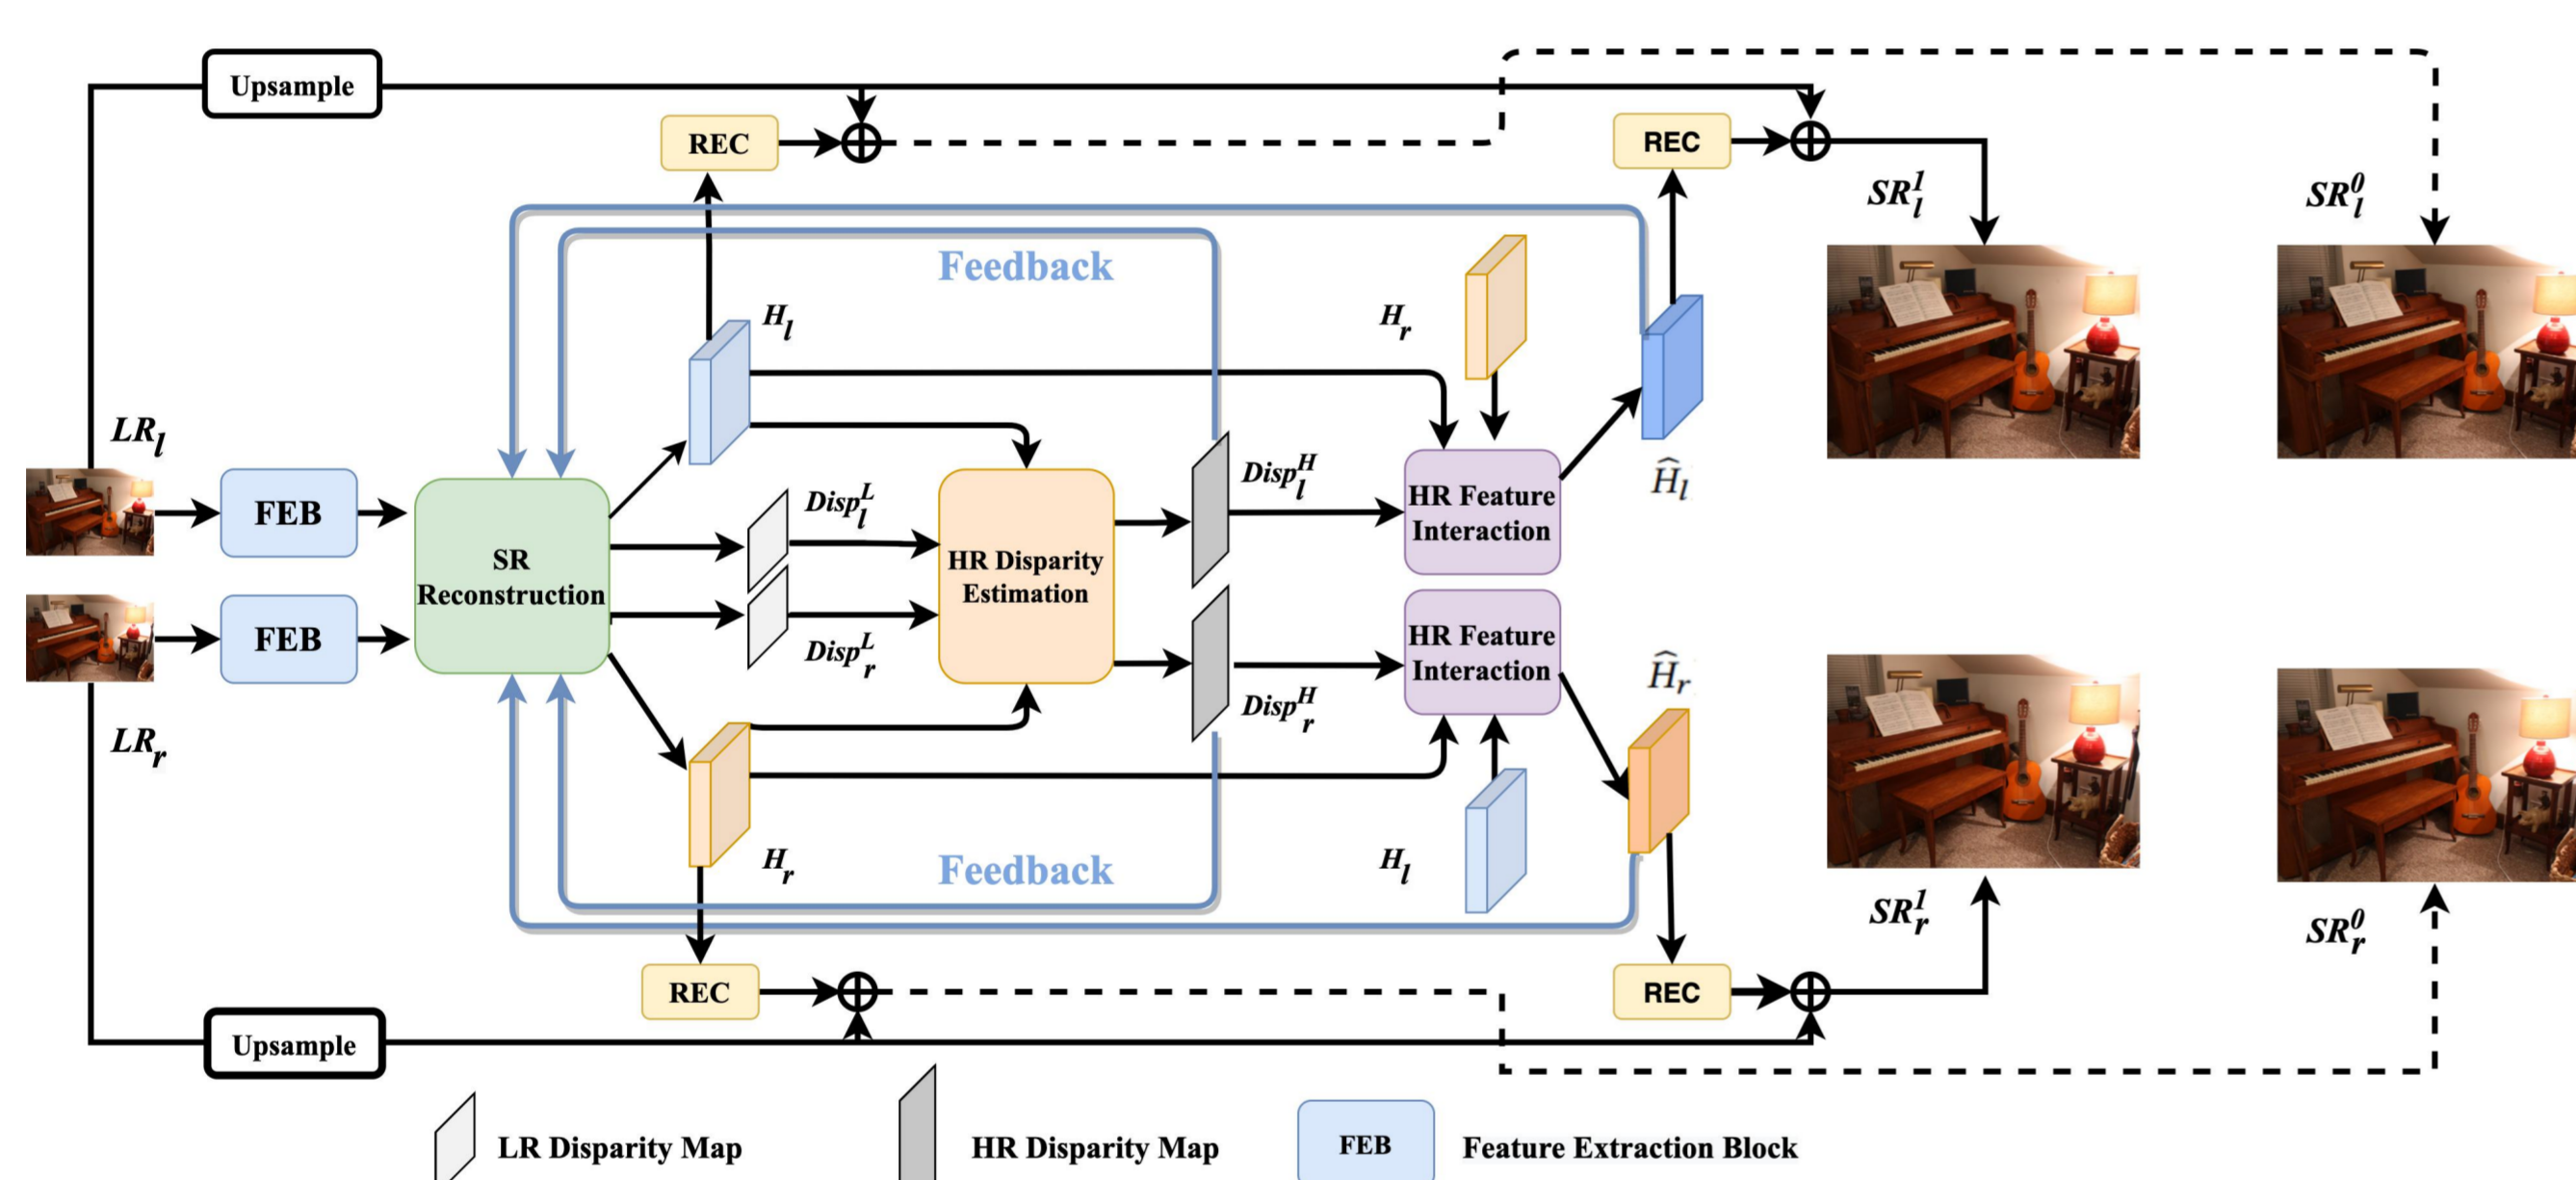 Upsample
REC
REC
SR_l^1
SR_l^0
Feedback
H_l
H_r
LR_l
Disp_l^L
Disp_l^H
Ĥ_l
FEB
SR
Reconstruction
HR Disparity
Estimation
HR Feature
Interaction
FEB
HR Feature
Interaction
Disp_r^L
Disp_r^H
Ĥ_r
LR_r
H_r
Feedback
H_l
SR_r^1
SR_r^0
REC
REC
Upsample
LR Disparity Map
HR Disparity Map
FEB
Feature Extraction Block